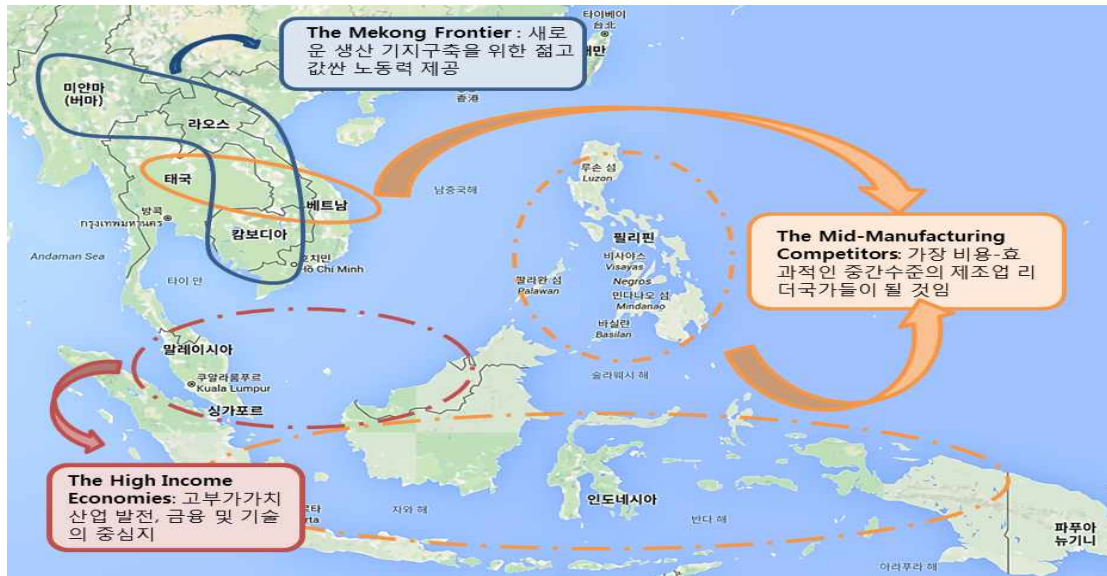 The Mekong Frontier : 새로
운 생산 기지구축을 위한 젊고
값싼 노동력 제공
타이베이
台北
대만
香港
미얀마
(버마)
라오스
태국
베트남
방콕
กรุงเทพมหานคร
캄보디아
호치민
Hồ Chí Minh
Andaman Sea
타이 만
남중국해
루손 섬
Luzon
필리핀
비사야스
Visayas
팔라완 섬
Palawan
Negros
민다나오 섬
Mindanao
바실란
Basilan
The Mid-Manufacturing
Competitors: 가장 비용-효
과적인 중간수준의 제조업 리
더국가들이 될 것임
말레이시아
쿠알라룸푸르
Kuala Lumpur
싱가포르
술라웨시 해
The High Income
Economies: 고부가가치
산업 발전, 금융 및 기술
의 중심지
자와 해
인도네시아
반다 해
파푸아
뉴기니
아라푸라 해